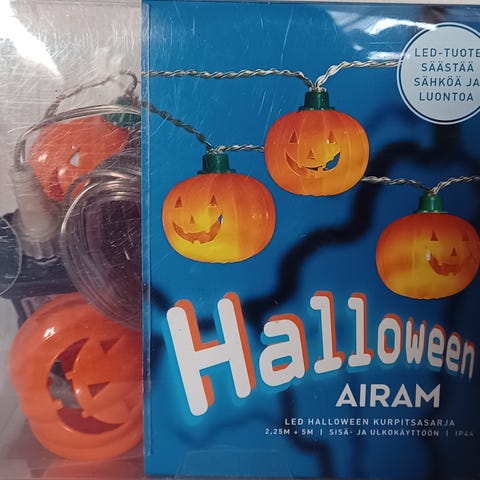 LED-TUOTE
SÄÄSTÄÄ
SÄHKÖÄ JA
LUONTOA
Halloween
AIRAM
LED HALLOWEEN KURPITSASARJA
2,25M + 5M | SISÄ- JA ULKOKÄYTTÖÖN | IP44